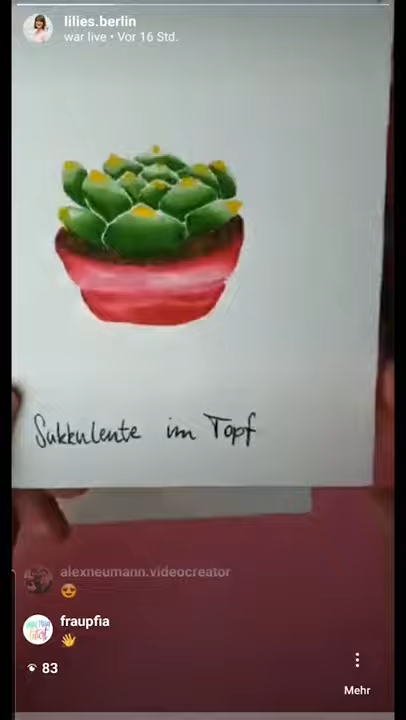 lilies.berlin
war live • Vor 16 Std.
Sukkulente im Topf
alexneumann.videocreator
fraupfia
83
Mehr